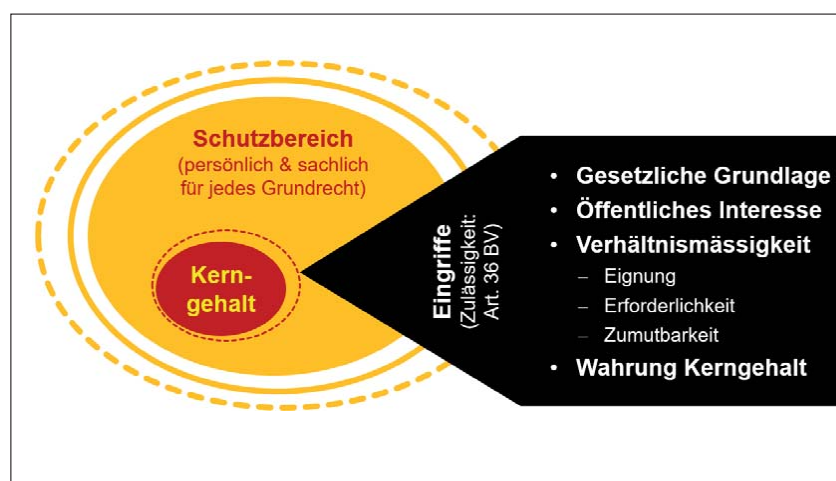 Schutzbereich
(persönlich & sachlich
für jedes Grundrecht)
Kern-
gehalt
Eingriffe
(Zulässigkeit:
Art. 36 BV)
• Gesetzliche Grundlage
• Öffentliches Interesse
• Verhältnismässigkeit
– Eignung
– Erforderlichkeit
– Zumutbarkeit
• Wahrung Kerngehalt